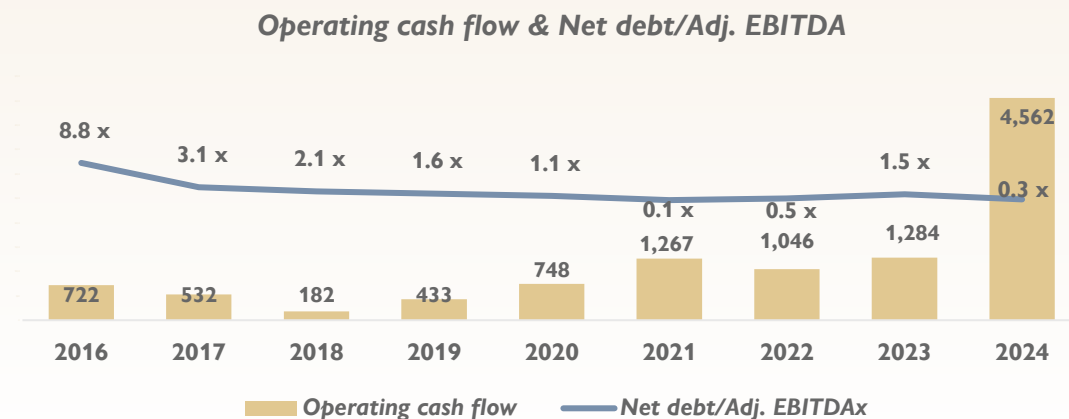 Operating cash flow & Net debt/Adj. EBITDA
8.8 x
3.1 x
2.1 x
1.6 x
1.1 x
0.1 x
0.5 x
1.5 x
0.3 x
722
532
182
433
748
1,267
1,046
1,284
4,562
2016 2017 2018 2019 2020 2021 2022 2023 2024
Operating cash flow Net debt/Adj. EBITDAx